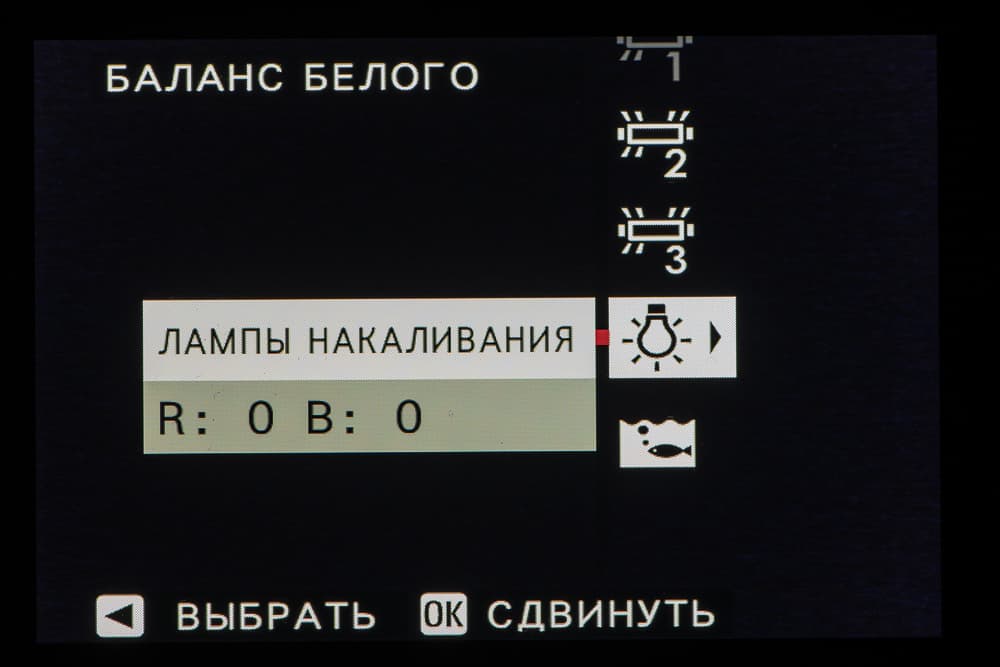 БАЛАНС БЕЛОГО
1
2
3
ЛАМПЫ НАКАЛИВАНИЯ
R: 0 B: 0
ВЫБРАТЬ OK СДВИНУТЬ